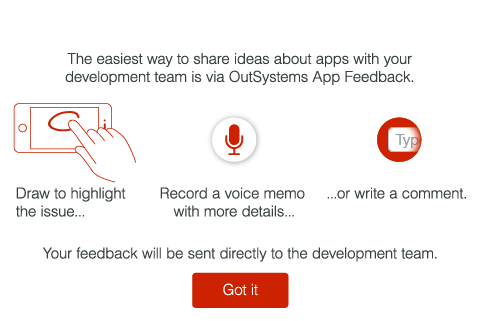 The easiest way to share ideas about apps with your
development team is via OutSystems App Feedback.
Typ
Draw to highlight
the issue...
Record a voice memo
with more details...
...or write a comment.
Your feedback will be sent directly to the development team.
Got it